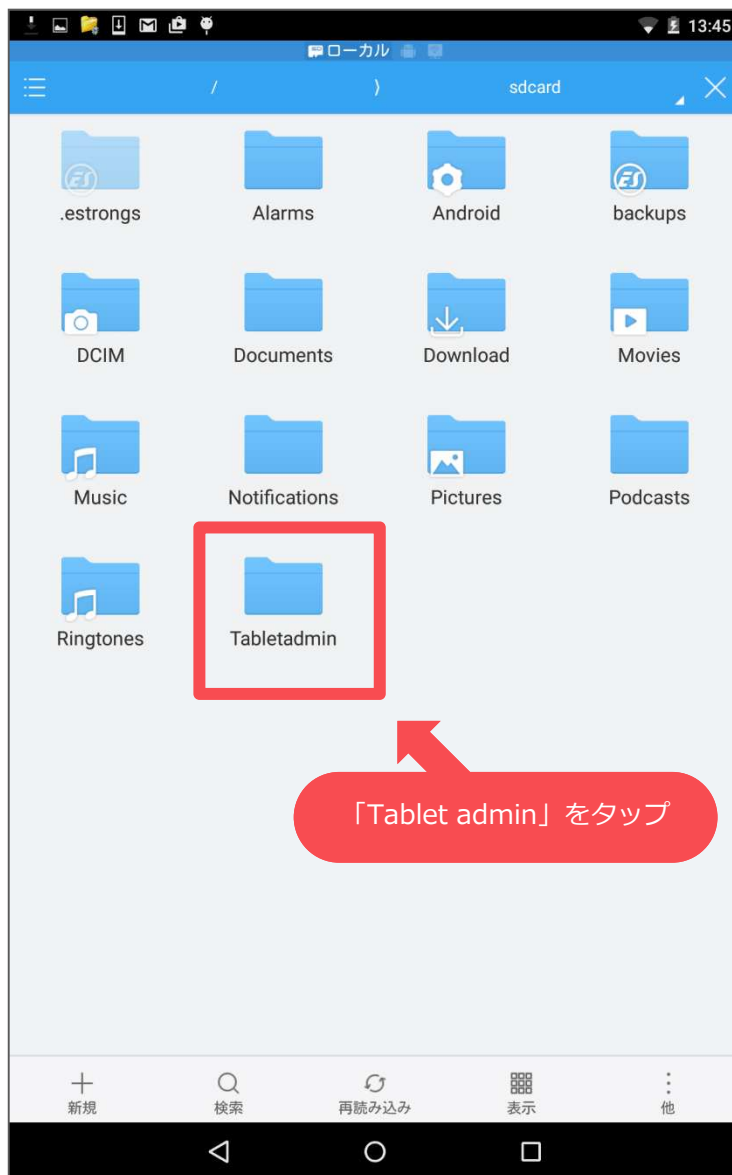 13:45
ローカル
/ 〉 sdcard
.estrongs Alarms Android backups
DCIM Documents Download Movies
Music Notifications Pictures Podcasts
Ringtones Tabletadmin
「Tablet admin」をタップ
新規 検索 再読み込み 表示 他